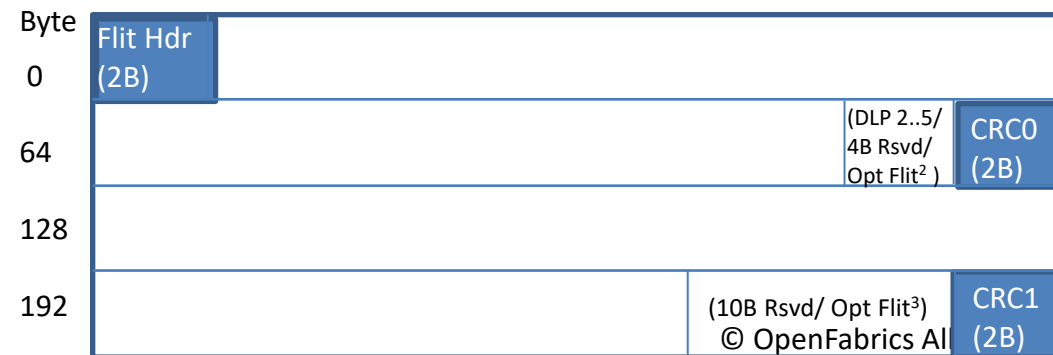 Byte
Flit Hdr
0
(2B)
(DLP 2..5/
4B Rsvd/
Opt Flit² )
CRC0
(2B)
64
128
192
(10B Rsvd/ Opt Flit³)
© OpenFabrics All
CRC1
(2B)